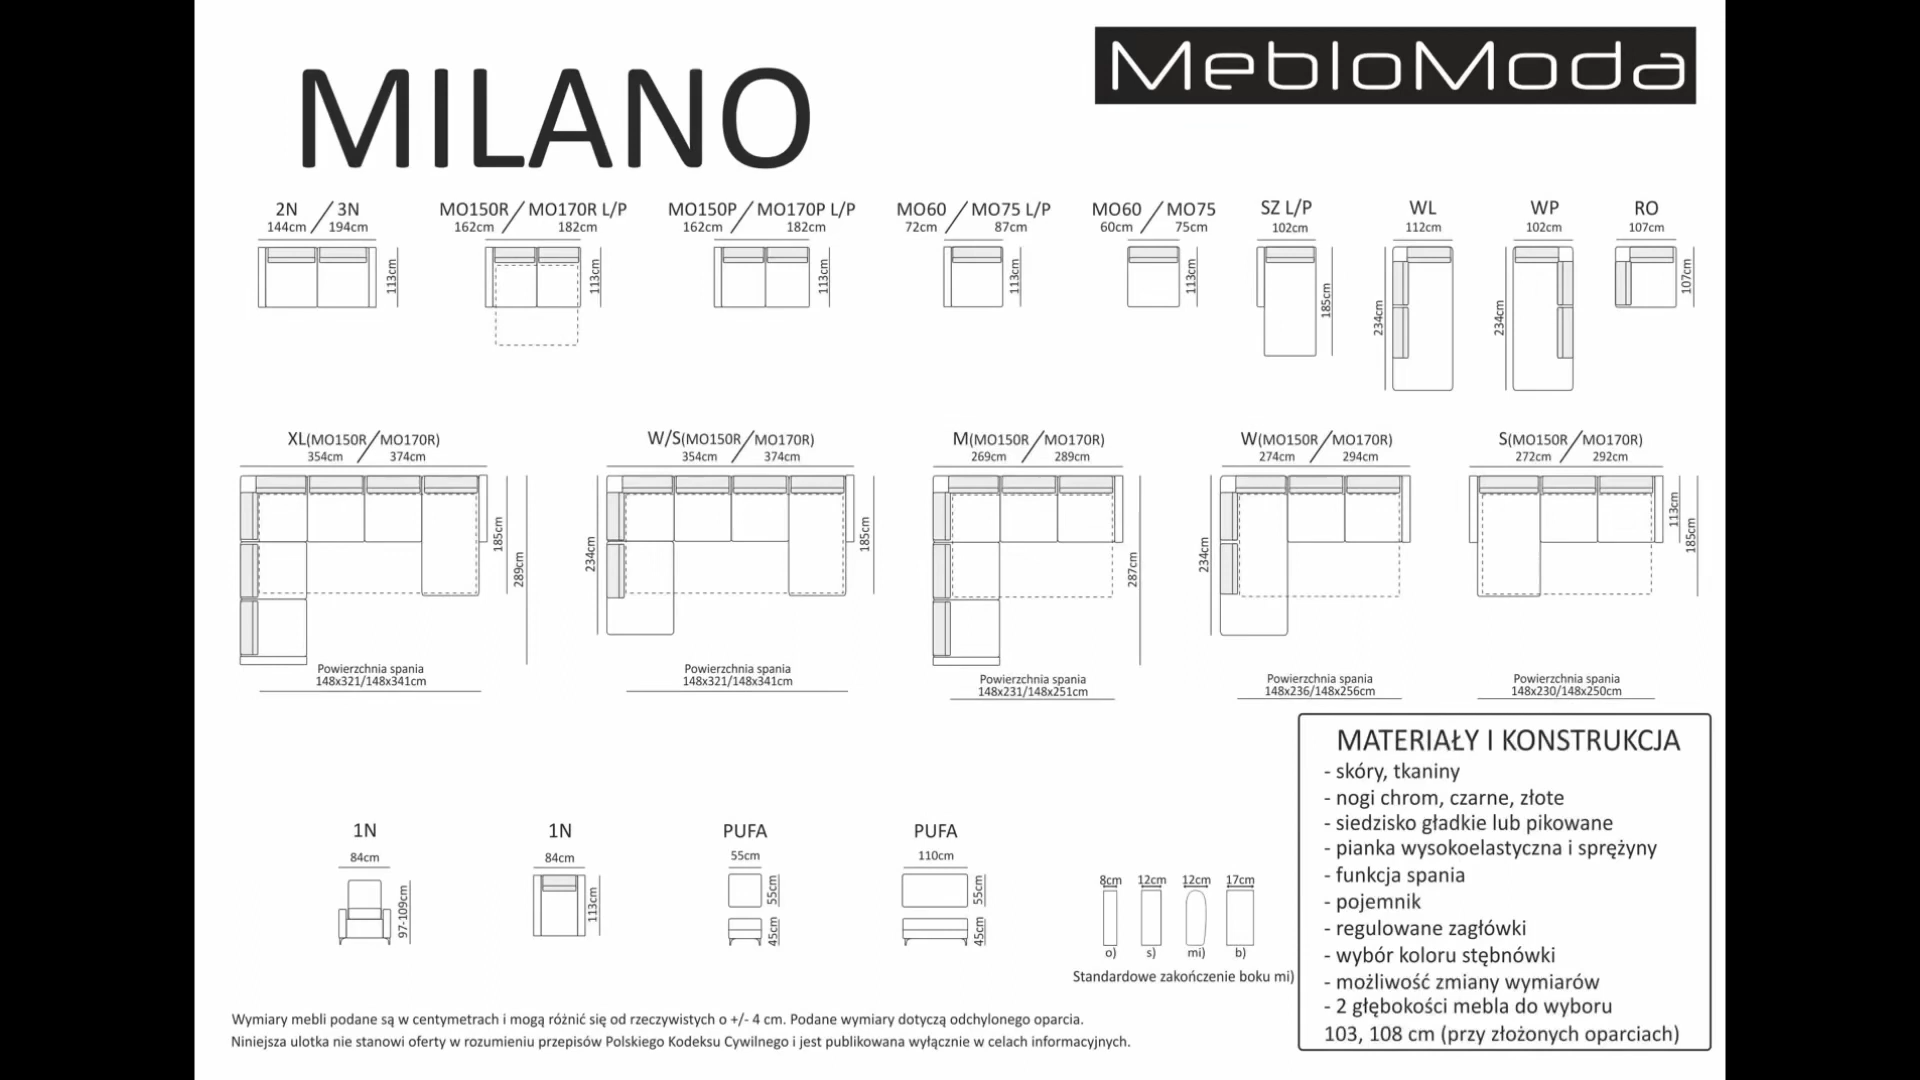 MILANO
MebloModa
2N / 3N
144cm / 194cm
113cm
MO150R / MO170R L/P
162cm 182cm
113cm
MO150P / MO170P L/P
162cm 182cm
113cm
MO60 / MO75 L/P
72cm 87cm
113cm
MO60 / MO75
60cm 75cm
113cm
SZ L/P
102cm
185cm
WL
112cm
234cm
WP
102cm
234cm
RO
107cm
107cm
XL(MO150R / MO170R)
354cm 374cm
185cm
289cm
Powierzchnia spania
148x321/148x341cm
W/S(MO150R / MO170R)
354cm 374cm
234cm
185cm
Powierzchnia spania
148x321/148x341cm
M(MO150R / MO170R)
269cm 289cm
287cm
Powierzchnia spania
148x231/148x251cm
W(MO150R / MO170R)
274cm 294cm
234cm
Powierzchnia spania
148x236/148x256cm
S(MO150R / MO170R)
272cm 292cm
113cm
185cm
Powierzchnia spania
148x230/148x250cm
1N
84cm
97-109cm
1N
84cm
113cm
PUFA
55cm
55cm
45cm
PUFA
110cm
55cm
45cm
8cm 12cm 12cm 17cm
o) s) mi) b)
Standardowe zakończenie boku mi)
MATERIAŁY I KONSTRUKCJA
- skóry, tkaniny
- nogi chrom, czarne, złote
- siedzisko gładkie lub pikowane
- pianka wysokoelastyczna i sprężyny
- funkcja spania
- pojemnik
- regulowane zagłówki
- wybór koloru stębnówki
- możliwość zmiany wymiarów
- 2 głębokości mebla do wyboru
103, 108 cm (przy złożonych oparciach)
Wymiary mebli podane są w centymetrach i mogą różnić się od rzeczywistych o +/- 4 cm. Podane wymiary dotyczą odchylonego oparcia.
Niniejsza ulotka nie stanowi oferty w rozumieniu przepisów Polskiego Kodeksu Cywilnego i jest publikowana wyłącznie w celach informacyjnych.